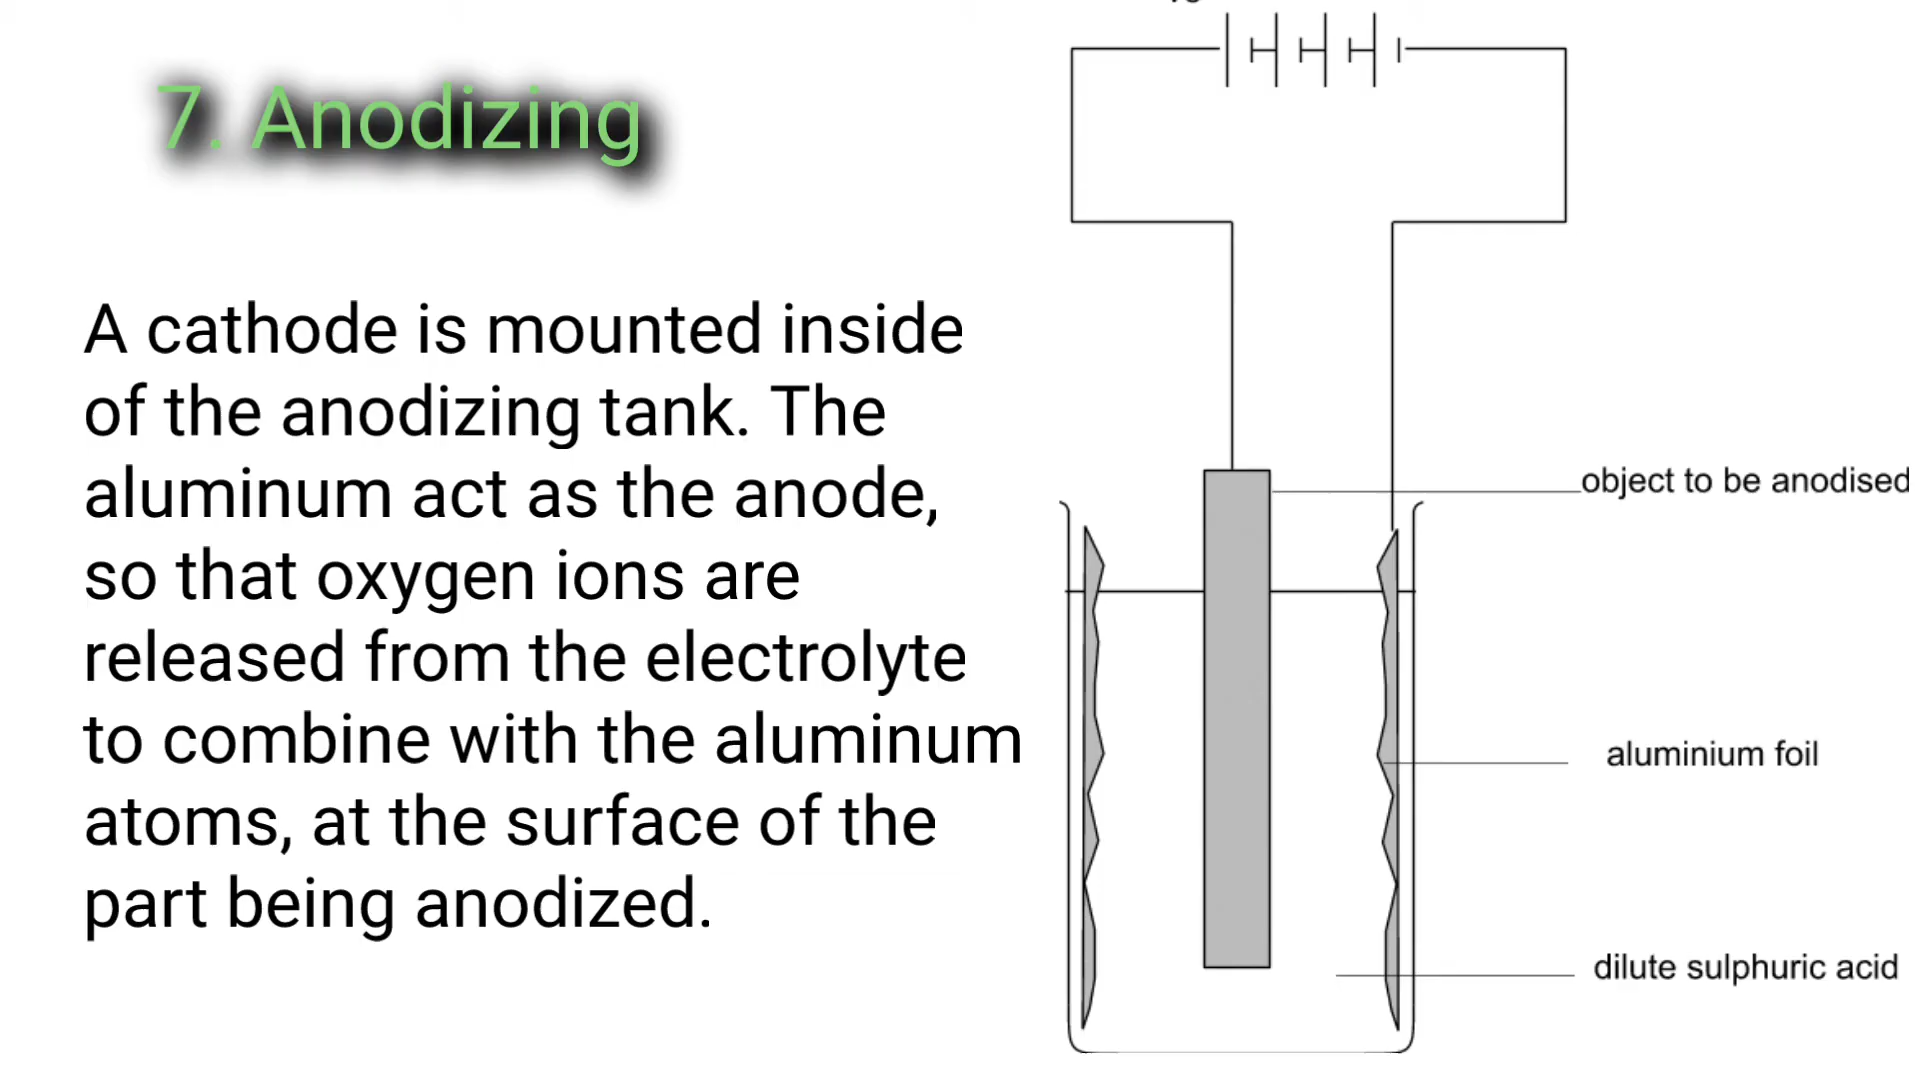 7. Anodizing
A cathode is mounted inside
of the anodizing tank. The
aluminum act as the anode,
so that oxygen ions are
released from the electrolyte
to combine with the aluminum
atoms, at the surface of the
part being anodized.
object to be anodised
aluminium foil
dilute sulphuric acid